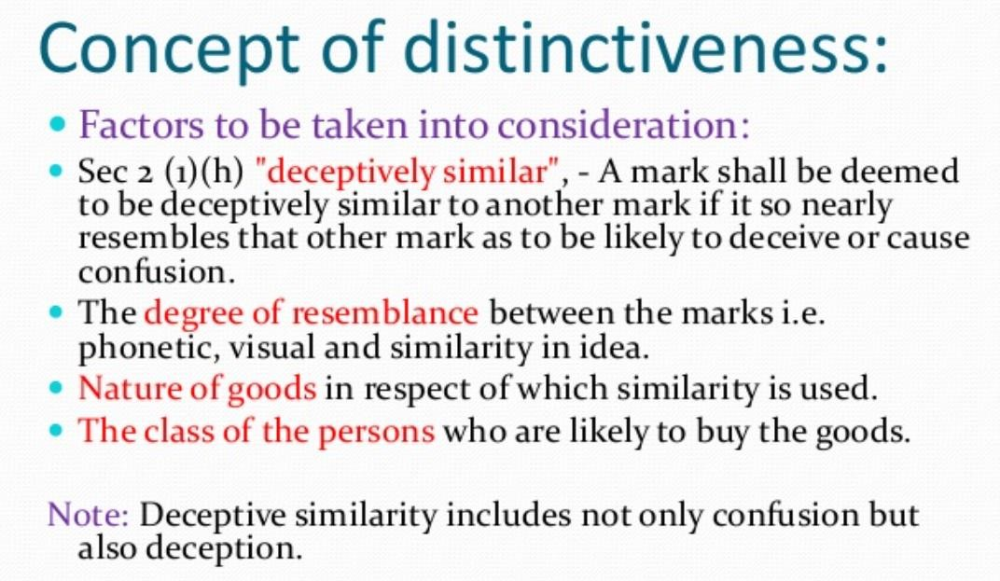 Concept of distinctiveness:
Factors to be taken into consideration:
Sec 2 (1)(h) "deceptively similar", - A mark shall be deemed
to be deceptively similar to another mark if it so nearly
resembles that other mark as to be likely to deceive or cause
confusion.
The degree of resemblance between the marks i.e.
phonetic, visual and similarity in idea.
Nature of goods in respect of which similarity is used.
The class of the persons who are likely to buy the goods.
Note: Deceptive similarity includes not only confusion but
also deception.